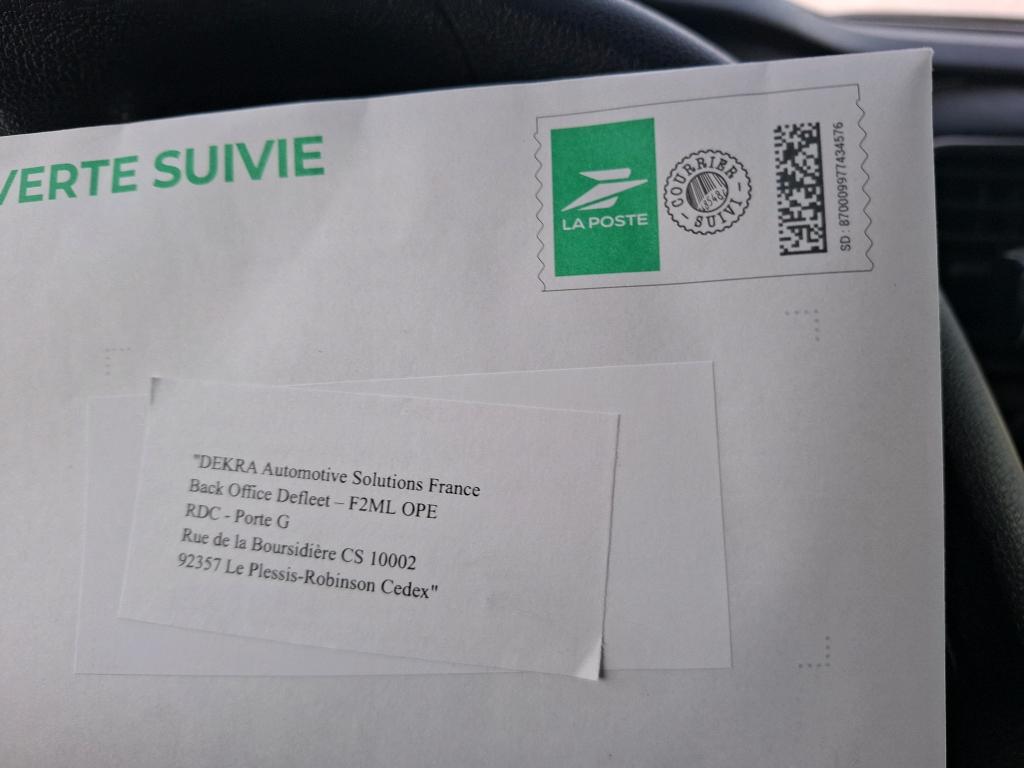 VERTE SUIVIE
LA POSTE
COURRIER
SUIVI
SD : 8700099977434576
"DEKRA Automotive Solutions France
Back Office Defleet – F2ML OPE
RDC - Porte G
Rue de la Boursidière CS 10002
92357 Le Plessis-Robinson Cedex"